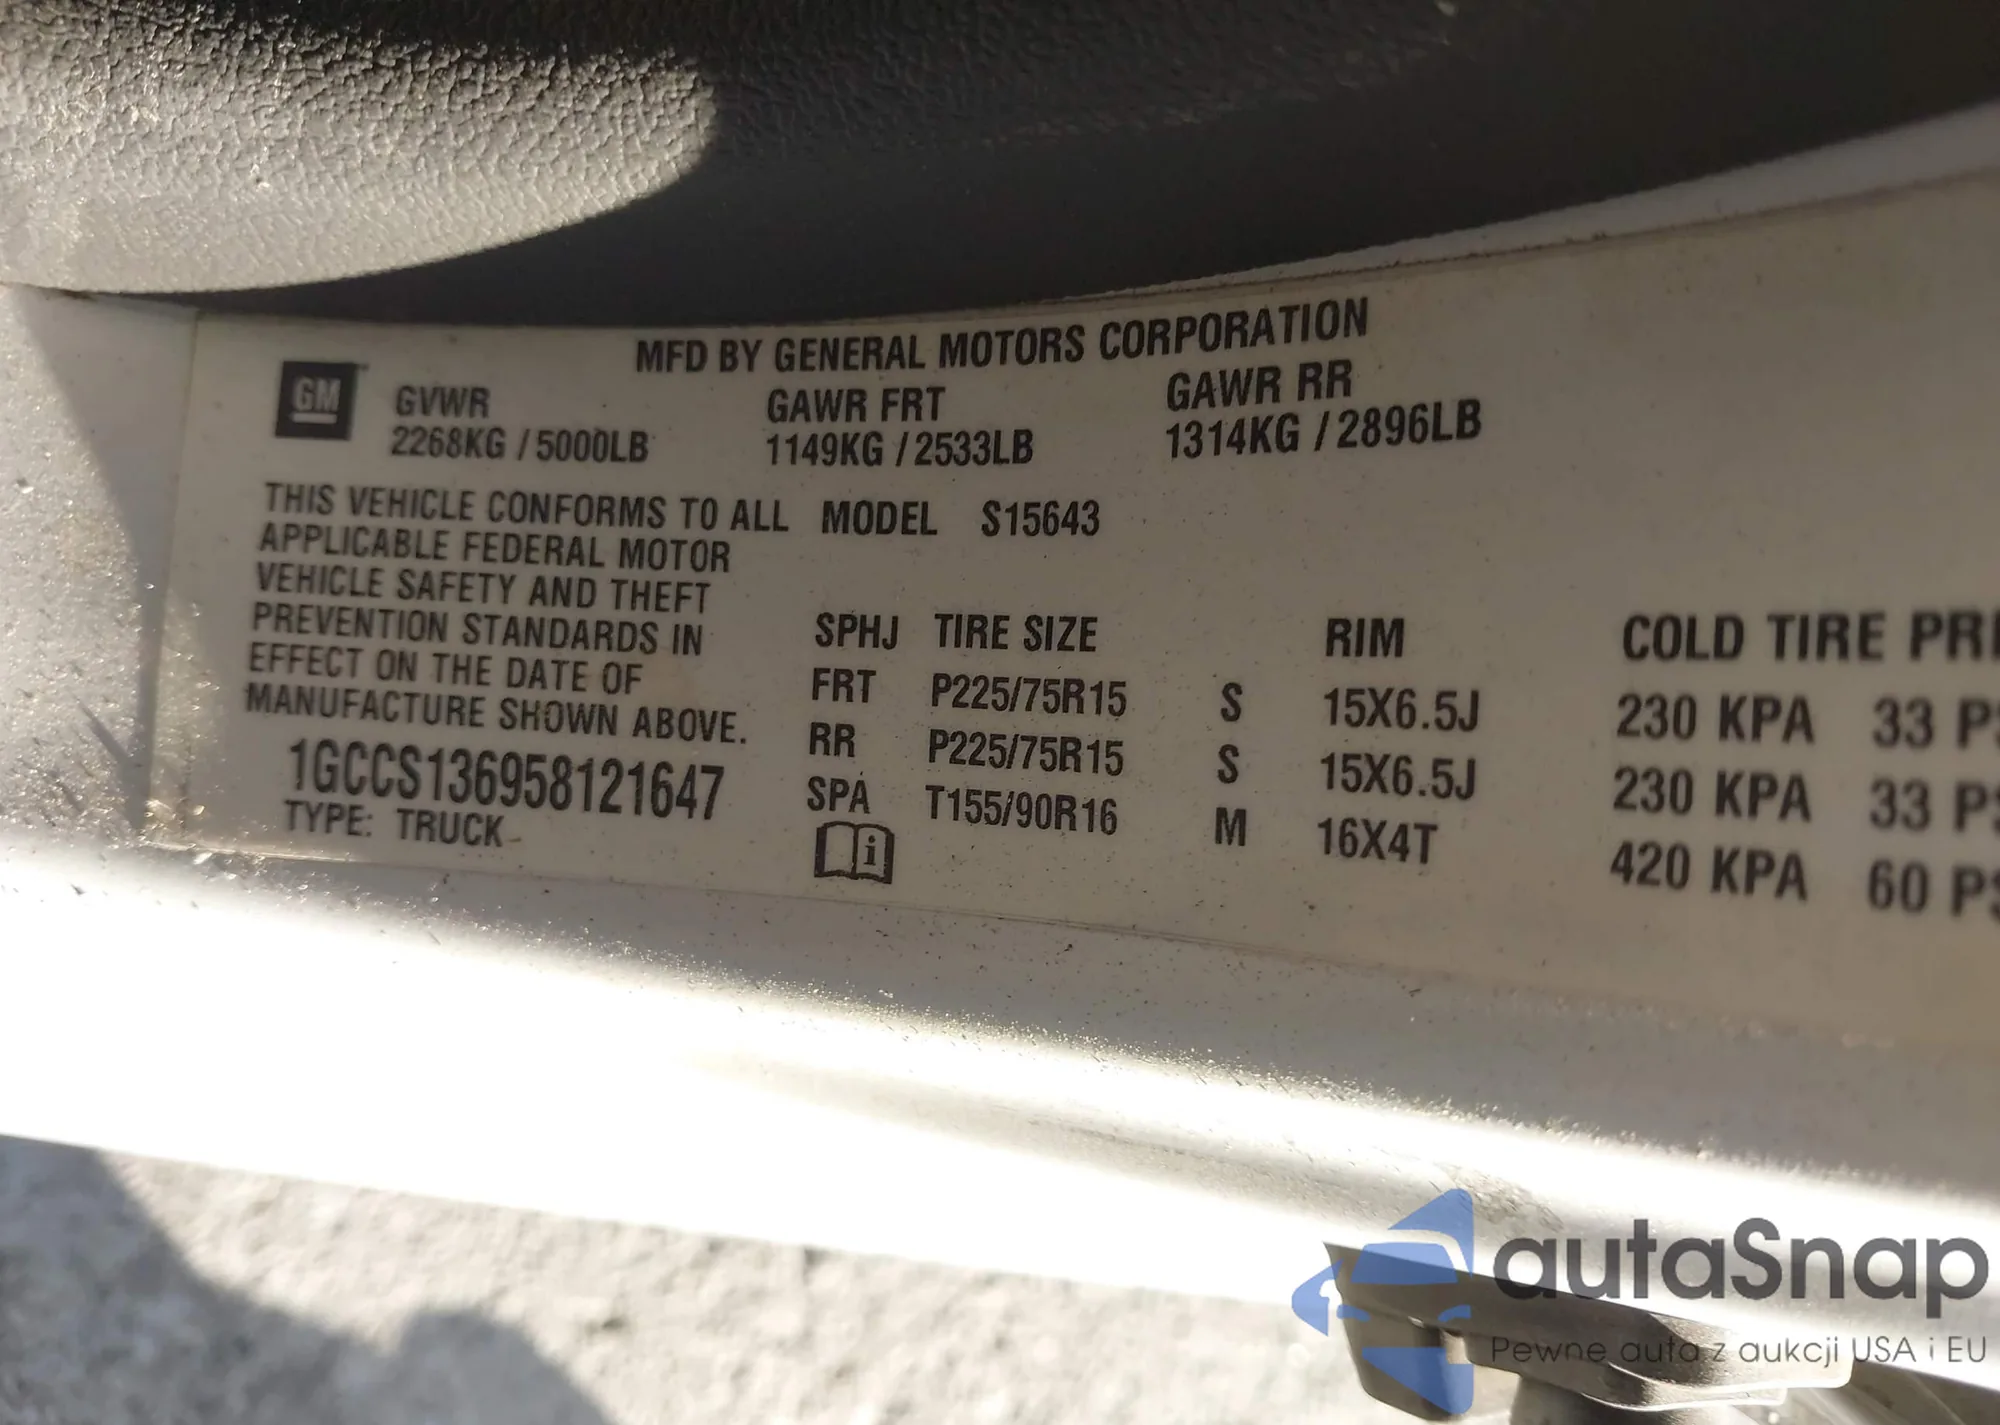 MFD BY GENERAL MOTORS CORPORATION
GM GVWR GAWR FRT GAWR RR
2268KG / 5000LB 1149KG / 2533LB 1314KG / 2896LB
THIS VEHICLE CONFORMS TO ALL MODEL S15643
APPLICABLE FEDERAL MOTOR
VEHICLE SAFETY AND THEFT
PREVENTION STANDARDS IN
EFFECT ON THE DATE OF
MANUFACTURE SHOWN ABOVE.
1GCCS136958121647
TYPE: TRUCK
SPHJ TIRE SIZE RIM COLD TIRE PR
FRT P225/75R15 S 15X6.5J 230 KPA 33 PS
RR P225/75R15 S 15X6.5J 230 KPA 33 PS
SPA T155/90R16 M 16X4T 420 KPA 60 PS
i
autaSnap
Pewne auta z aukcji USA i EU